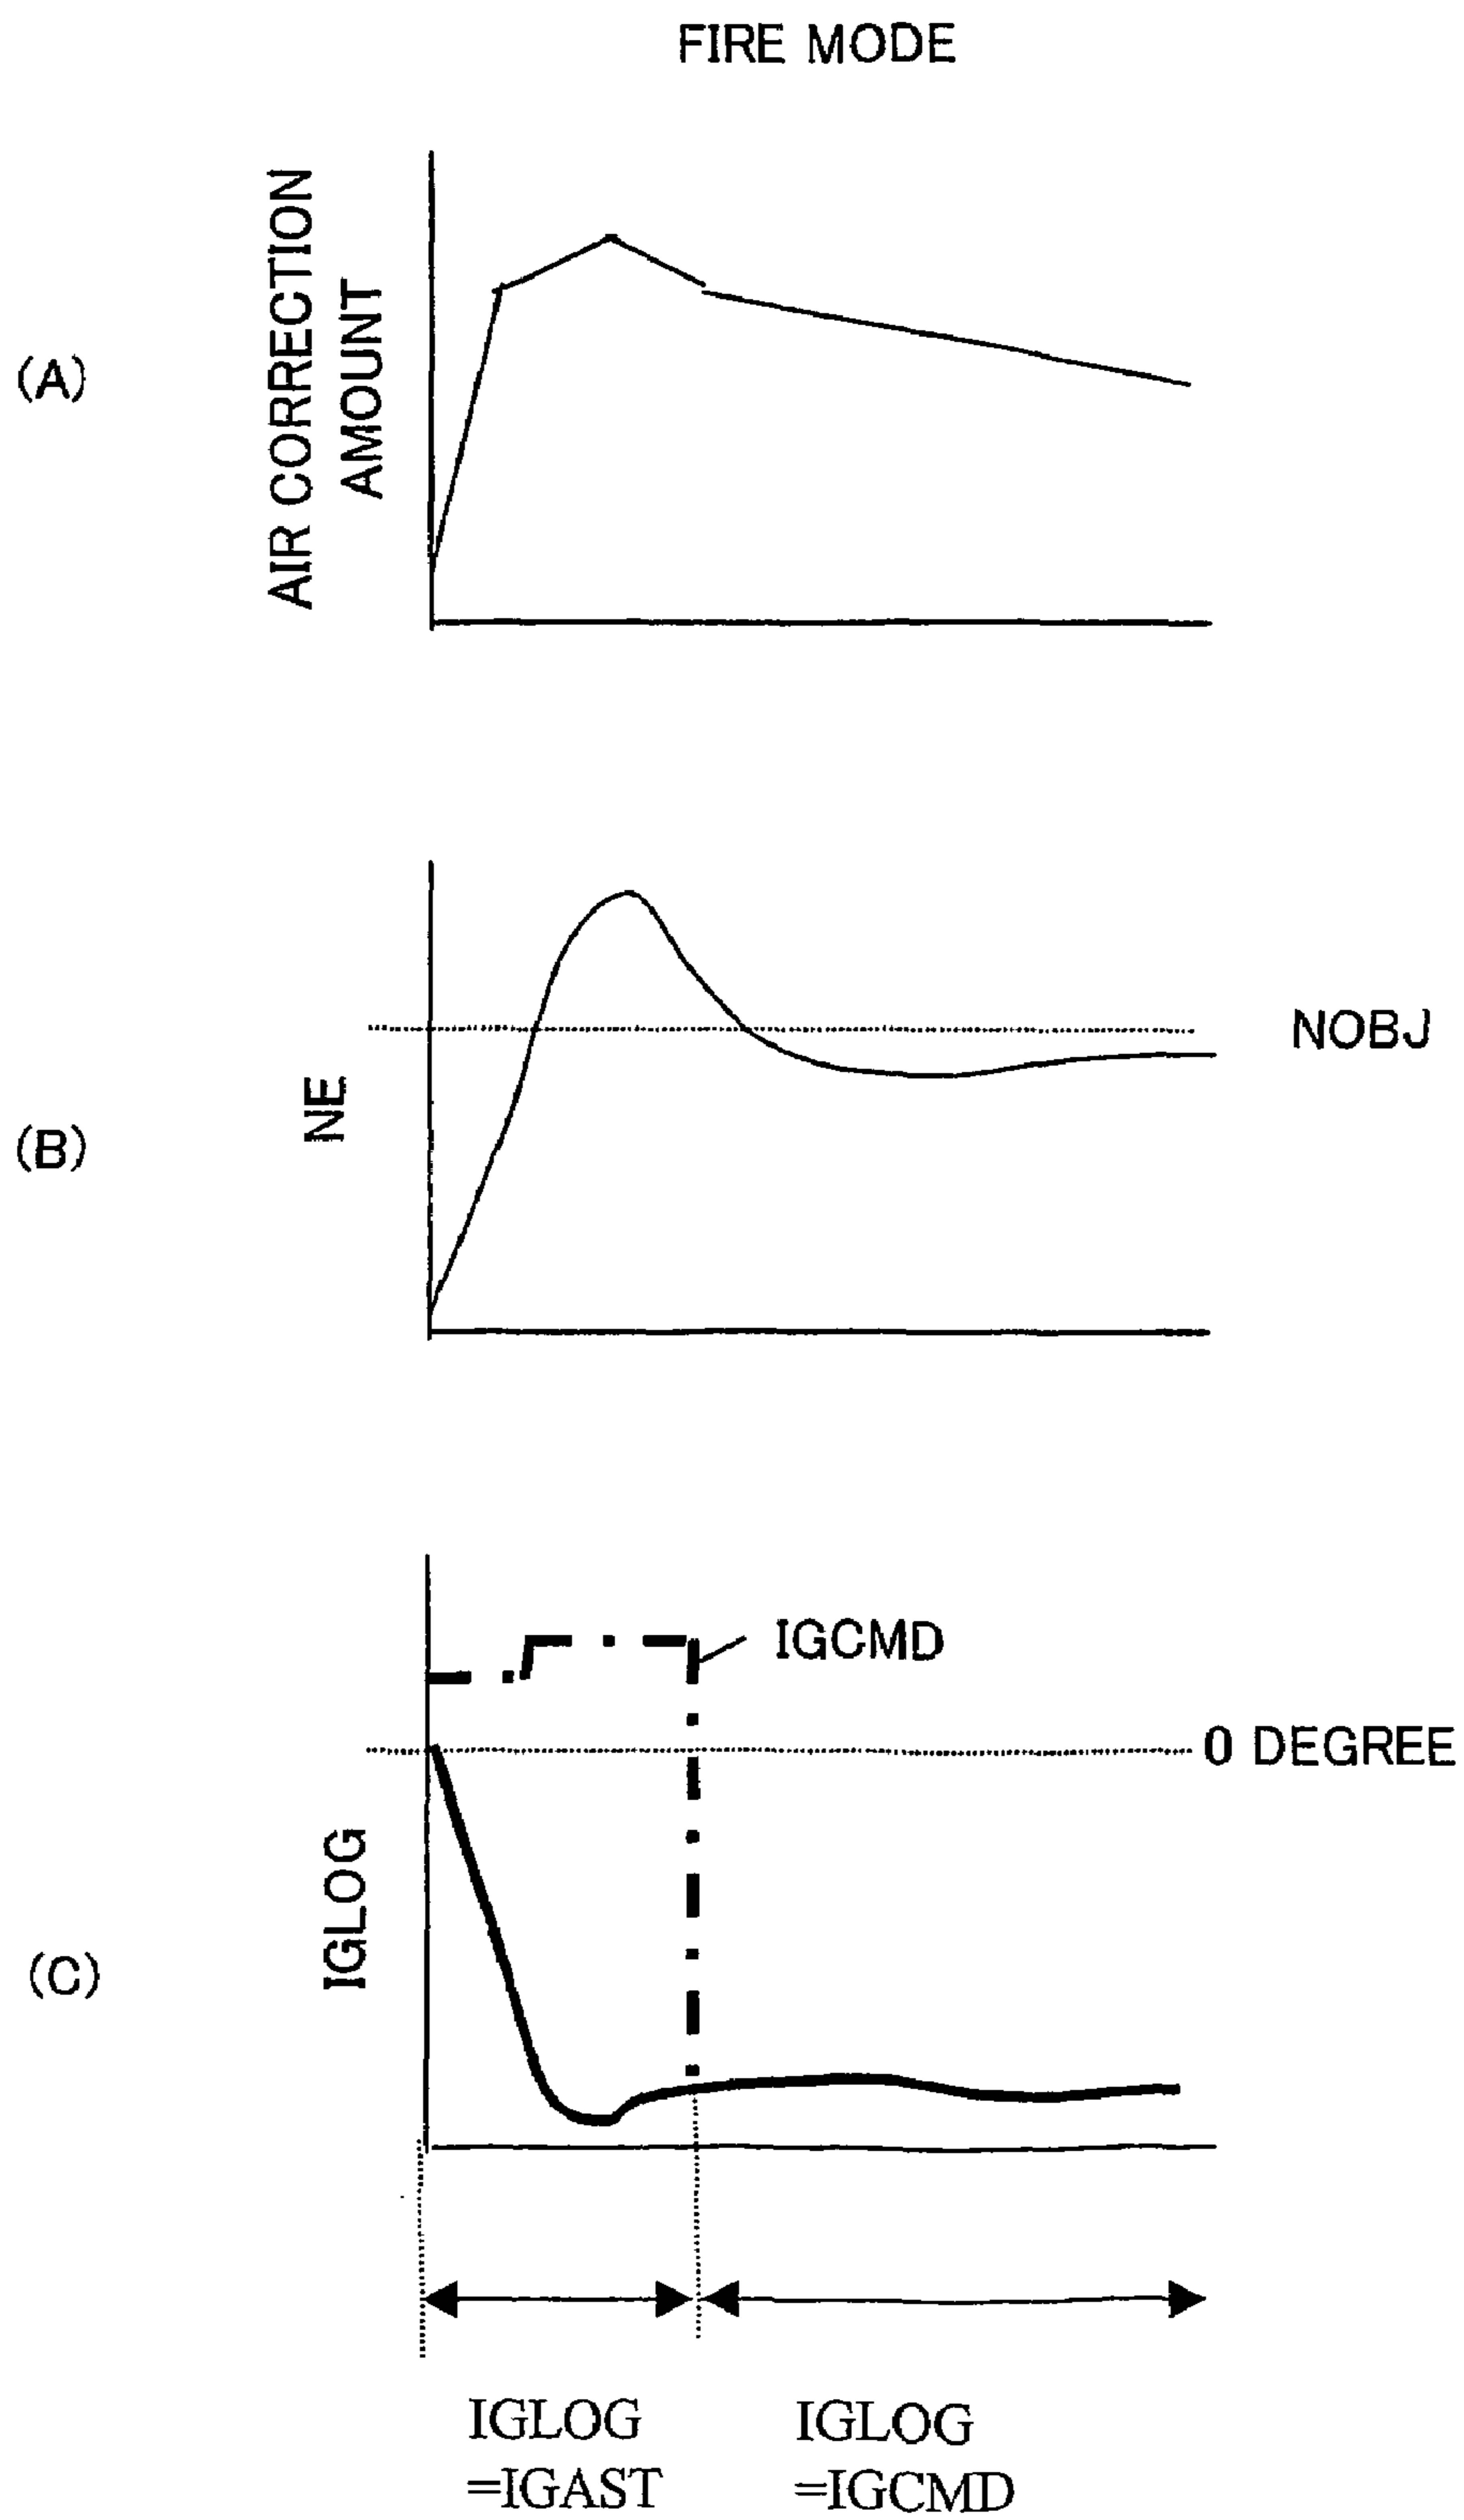 FIRE MODE
(A)
AIR CORRECTION
AMOUNT
(B)
NE
NOBJ
(C)
IGLOG
IGCMD
0 DEGREE
IGLOG
=IGAST
IGLOG
=IGCMD